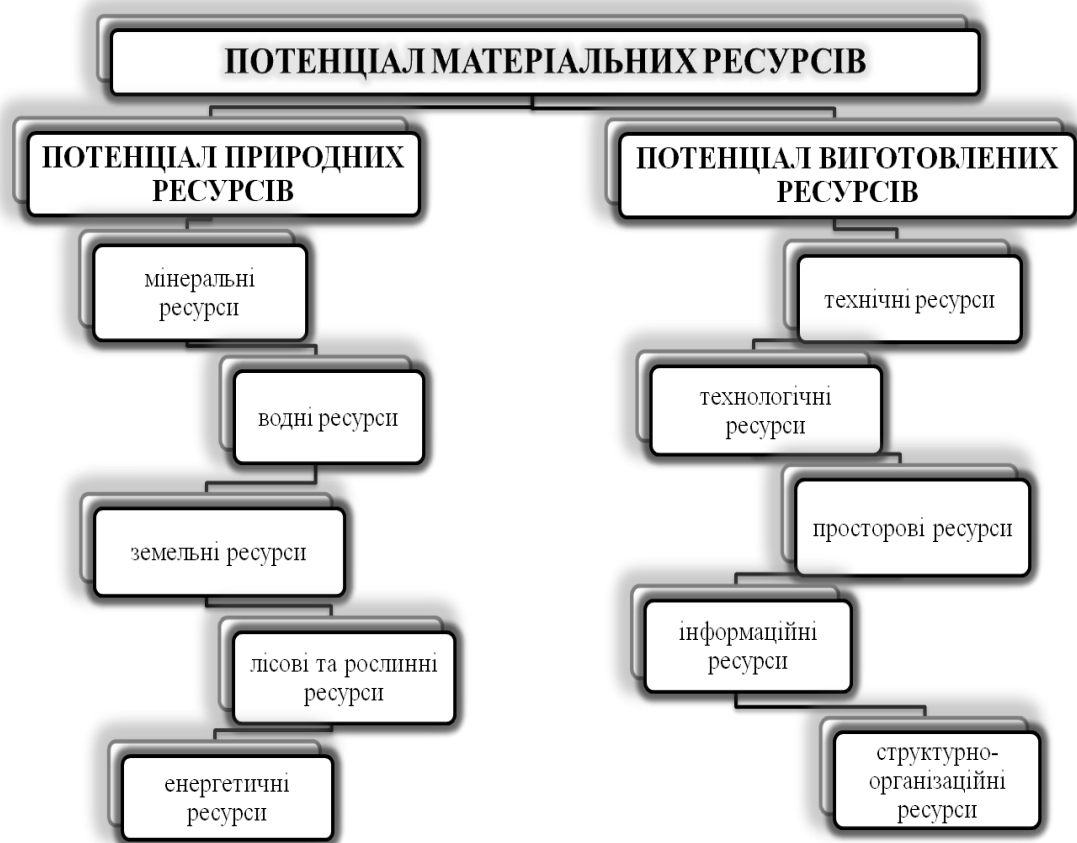 ПОТЕНЦІАЛ МАТЕРІАЛЬНИХ РЕСУРСІВ
ПОТЕНЦІАЛ ПРИРОДНИХ
РЕСУРСІВ
мінеральні
ресурси
водні ресурси
земельні ресурси
лісові та рослинні
ресурси
енергетичні
ресурси
ПОТЕНЦІАЛ ВИГОТОВЛЕНИХ
РЕСУРСІВ
технічні ресурси
технологічні
ресурси
просторові ресурси
інформаційні
ресурси
структурно-
організаційні
ресурси